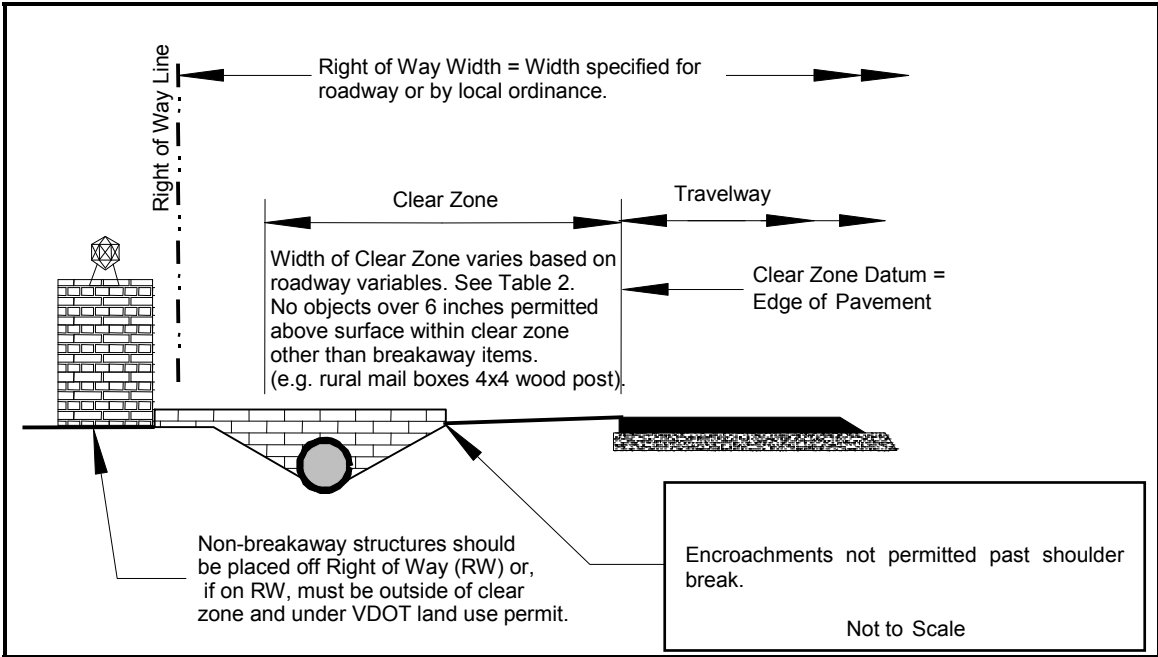 Right of Way Line
Right of Way Width = Width specified for
roadway or by local ordinance.
Clear Zone
Travelway
Width of Clear Zone varies based on
roadway variables. See Table 2.
No objects over 6 inches permitted
above surface within clear zone
other than breakaway items.
(e.g. rural mail boxes 4x4 wood post).
Clear Zone Datum =
Edge of Pavement
Non-breakaway structures should
be placed off Right of Way (RW) or,
if on RW, must be outside of clear
zone and under VDOT land use permit.
Encroachments not permitted past shoulder
break.
Not to Scale